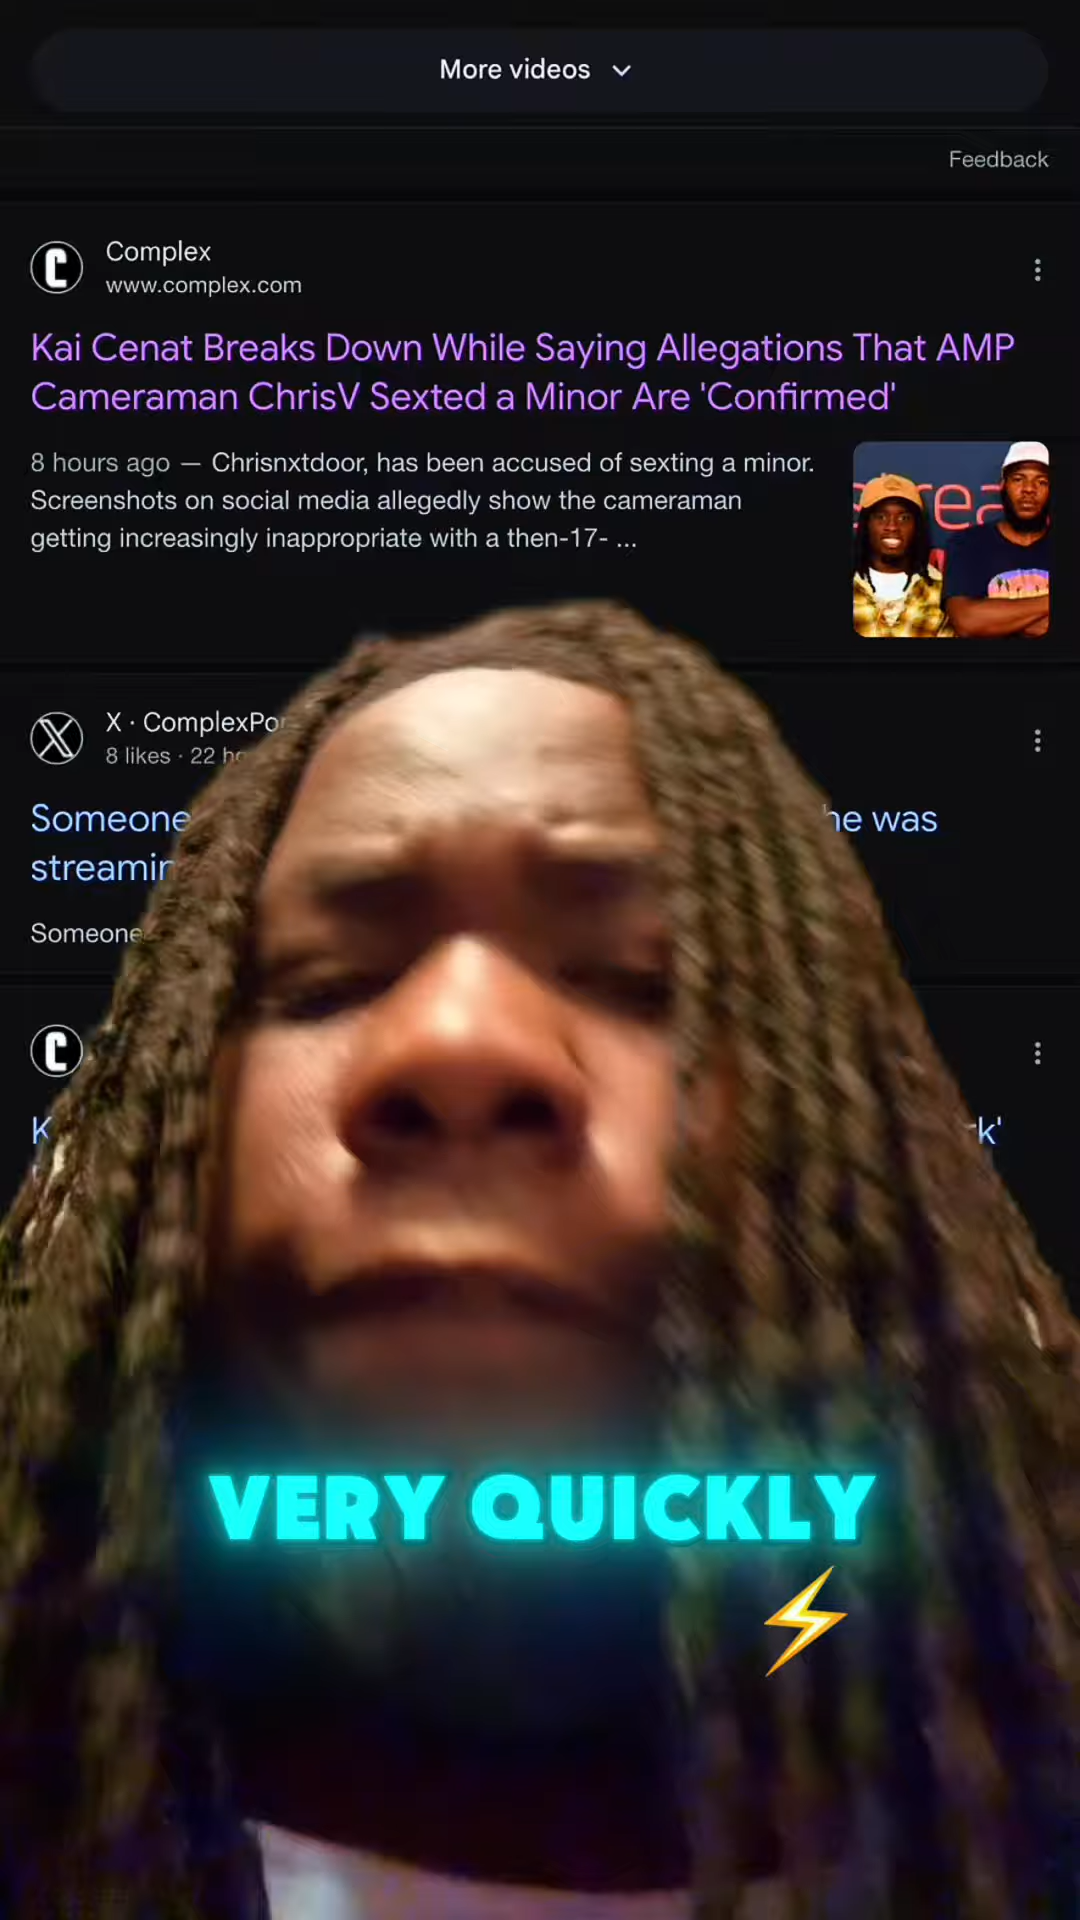 More videos
Feedback
Complex
www.complex.com
Kai Cenat Breaks Down While Saying Allegations That AMP
Cameraman ChrisV Sexted a Minor Are 'Confirmed'
8 hours ago — Chrisnxtdoor, has been accused of sexting a minor.
Screenshots on social media allegedly show the cameraman
getting increasingly inappropriate with a then-17- ...
X · ComplexPo
8 likes · 22
Someone he was
Someone
VERY QUICKLY